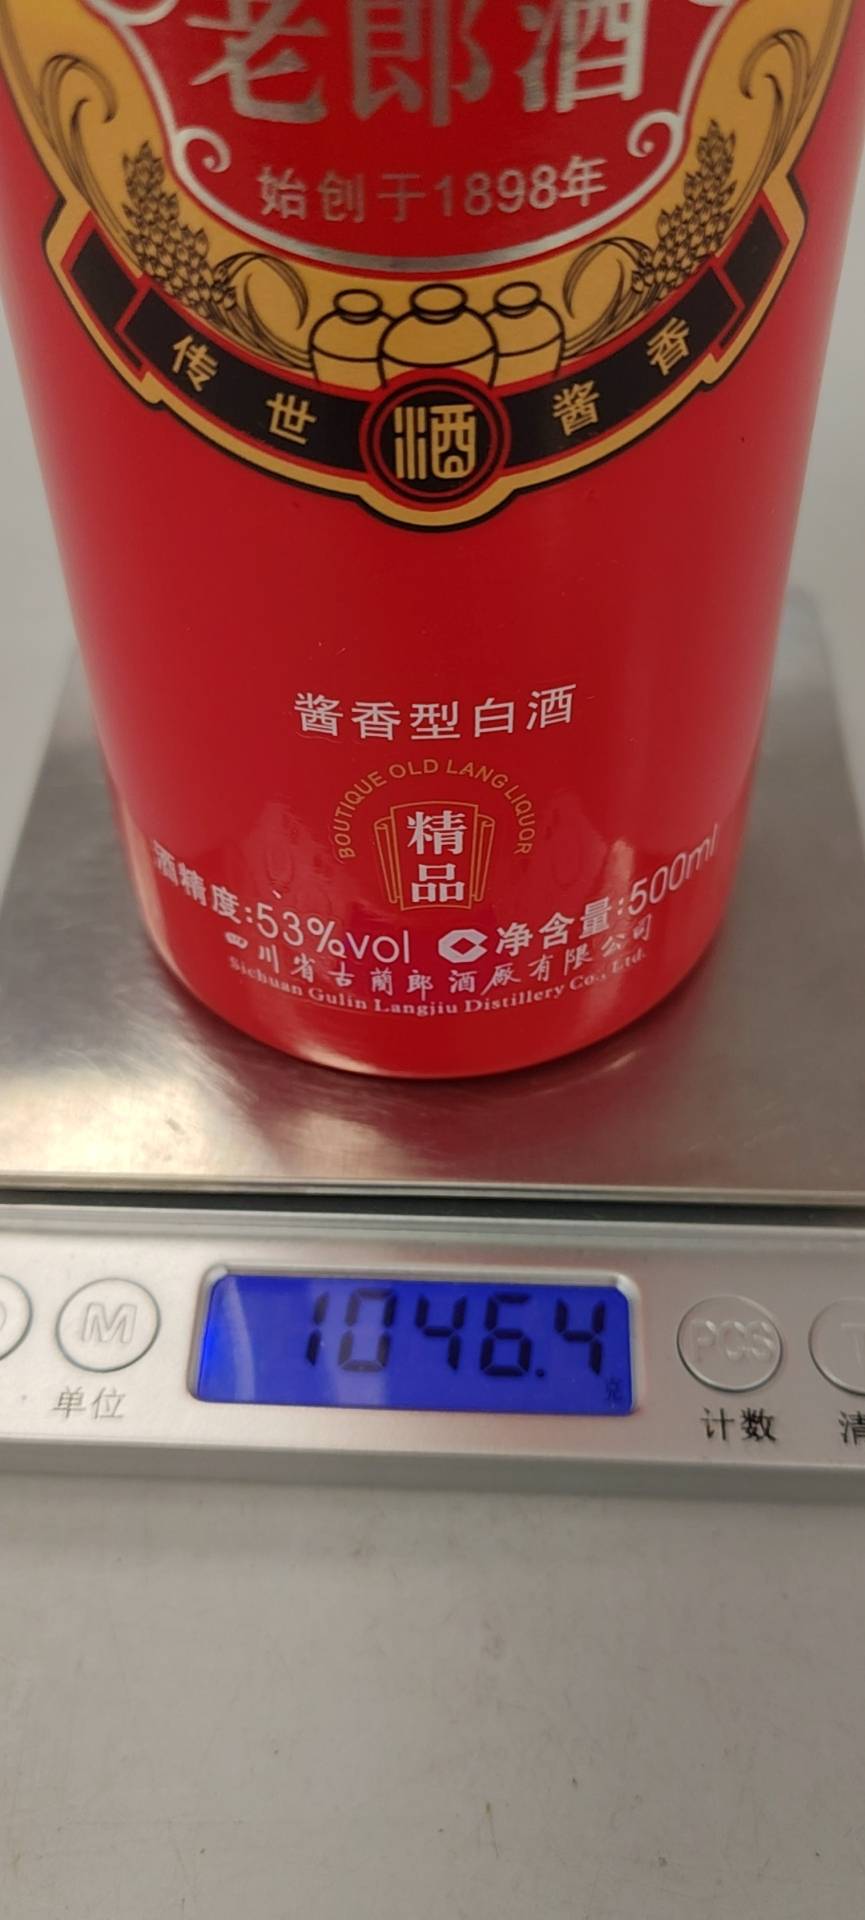 老郎酒
始创于1898年
传世酒酱香
酱香型白酒
BOUTIQUE OLD LANG LIQUOR
精品
酒精度:53%vol 净含量:500ml
四川省古蔺郎酒廠有限公司
Sichuan Gulin Langjiu Distillery Co., Ltd.
M
1046.4
克
PCS
T
单位
计数
清